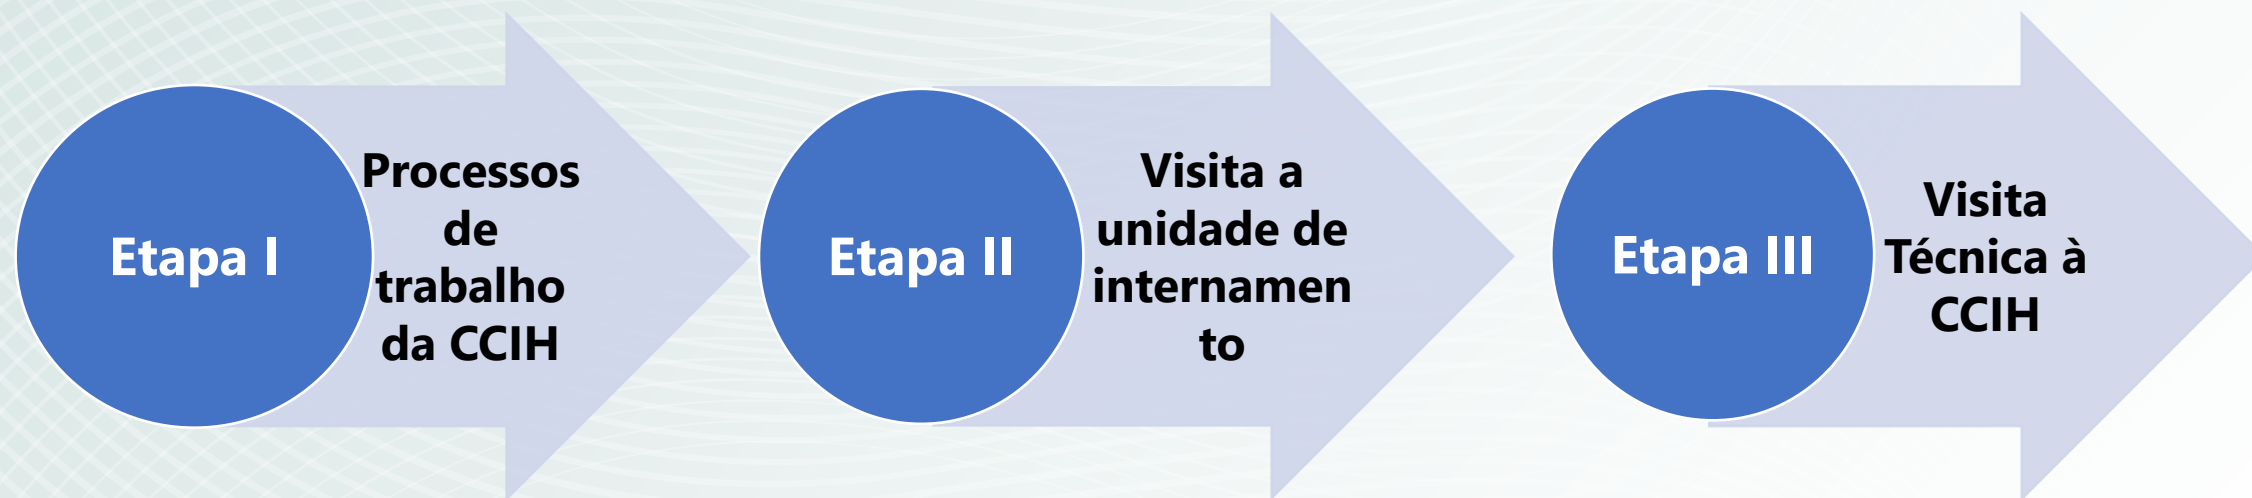 Etapa I
Processos
de
trabalho
da CCIH
Etapa II
Visita a
unidade de
internamen
to
Etapa III
Visita
Técnica à
CCIH